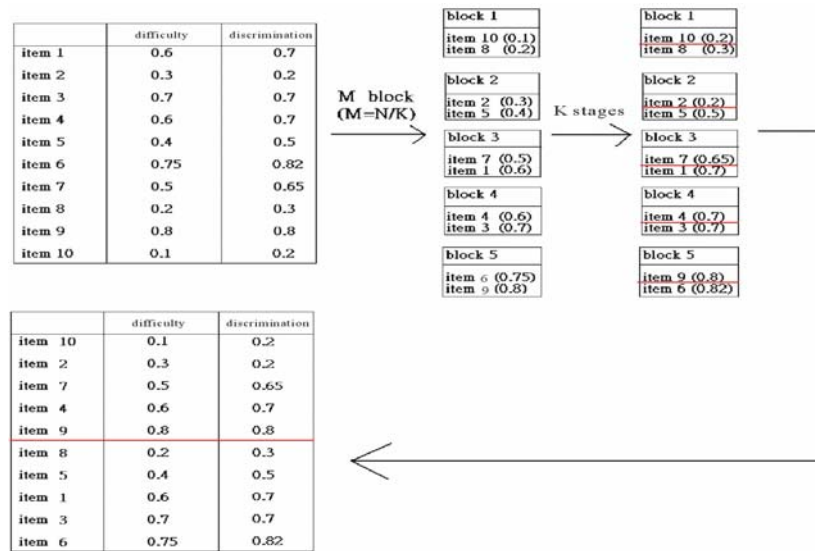 difficulty discrimination
item 1 0.6 0.7
item 2 0.3 0.2
item 3 0.7 0.7
item 4 0.6 0.7
item 5 0.4 0.5
item 6 0.75 0.82
item 7 0.5 0.65
item 8 0.2 0.3
item 9 0.8 0.8
item 10 0.1 0.2
M block
(M=N/K)
block 1
item 10 (0.1)
item 8 (0.2)
block 2
item 2 (0.3)
item 5 (0.4)
block 3
item 7 (0.5)
item 1 (0.6)
block 4
item 4 (0.6)
item 3 (0.7)
block 5
item 6 (0.75)
item 9 (0.8)
K stages
block 1
item 10 (0.2)
item 8 (0.3)
block 2
item 2 (0.2)
item 5 (0.5)
block 3
item 7 (0.65)
item 1 (0.7)
block 4
item 4 (0.7)
item 3 (0.7)
block 5
item 9 (0.8)
item 6 (0.82)
difficulty discrimination
item 10 0.1 0.2
item 2 0.3 0.2
item 7 0.5 0.65
item 4 0.6 0.7
item 9 0.8 0.8
item 8 0.2 0.3
item 5 0.4 0.5
item 1 0.6 0.7
item 3 0.7 0.7
item 6 0.75 0.82